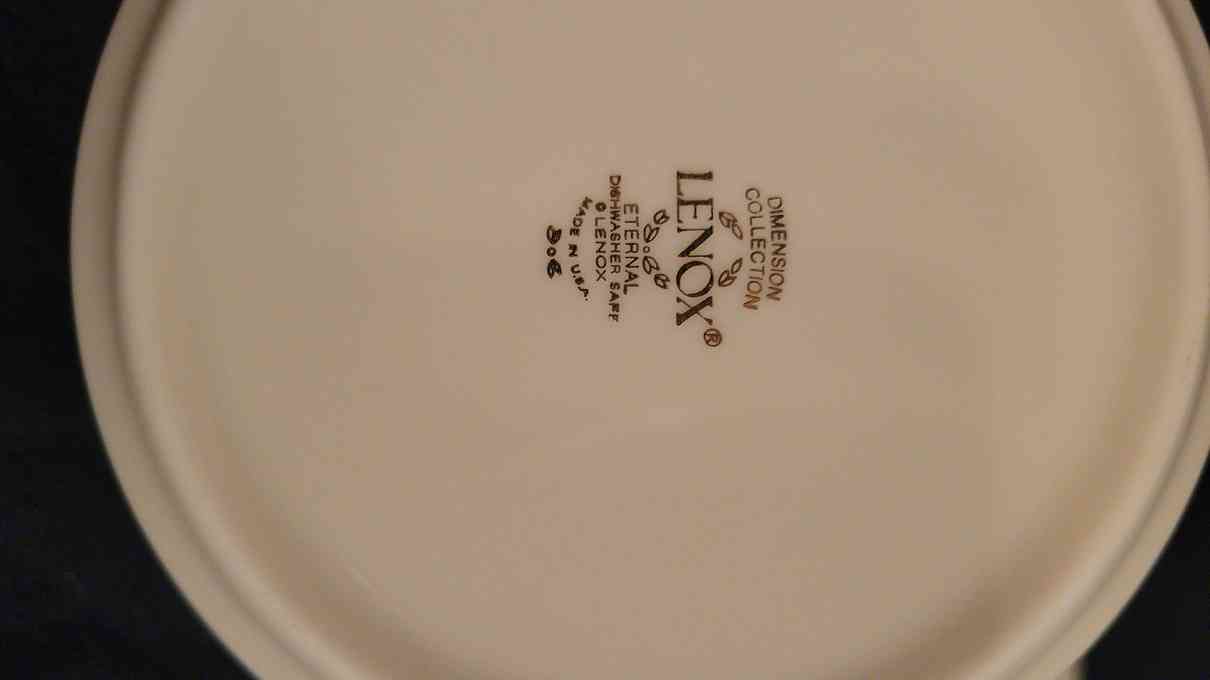 DIMENSION
COLLECTION
LENOX®
ETERNAL
DISHWASHER SAFE
© LENOX
MADE IN U.S.A.